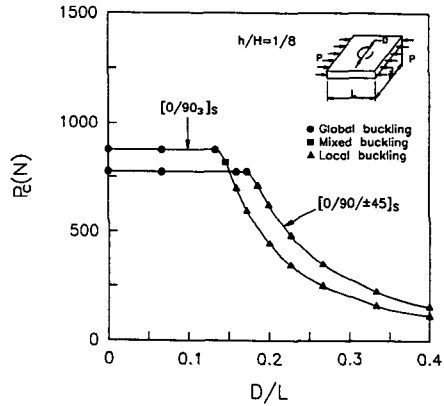 1500
1000
500
0
Pc(N)
h/H=1/8
P
D
P
L
[0/90₃]s
● Global buckling
■ Mixed buckling
▲ Local buckling
[0/90/±45]s
0 0.1 0.2 0.3 0.4
D/L